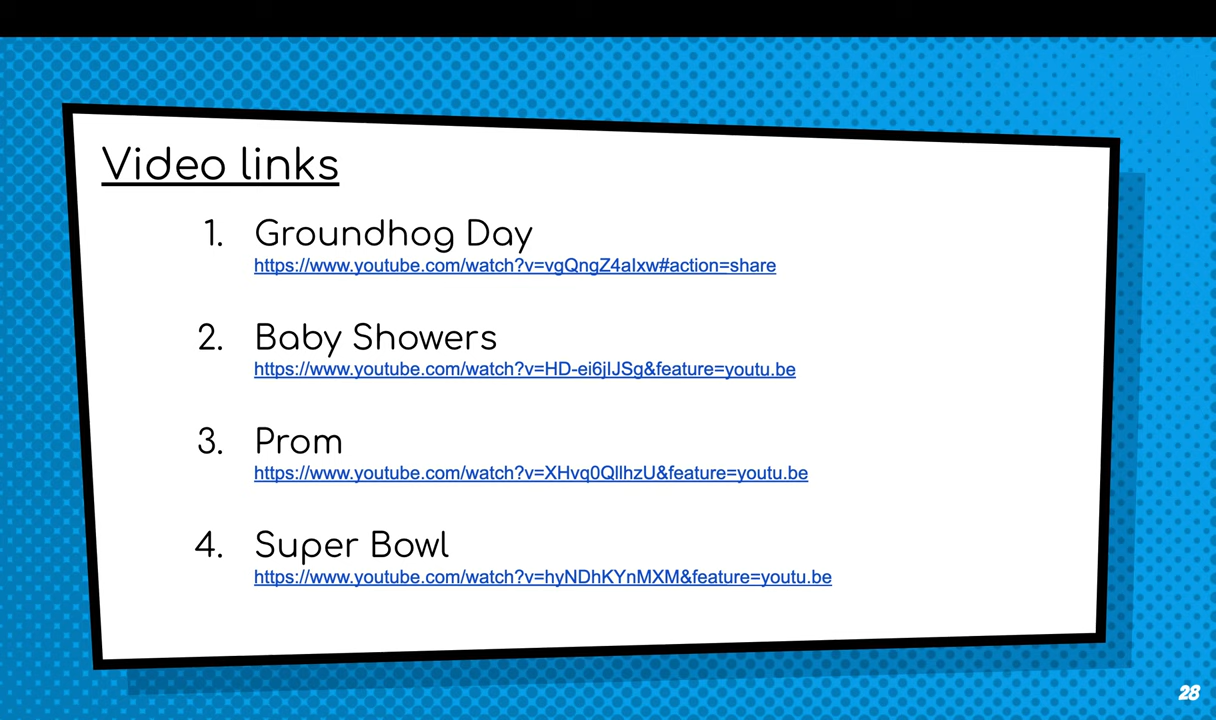 Video links
1. Groundhog Day
https://www.youtube.com/watch?v=vgQngZ4aIxw#action=share
2. Baby Showers
https://www.youtube.com/watch?v=HD-ei6jIJSg&feature=youtu.be
3. Prom
https://www.youtube.com/watch?v=XHvq0QllhzU&feature=youtu.be
4. Super Bowl
https://www.youtube.com/watch?v=hyNDhKYnMXM&feature=youtu.be
28